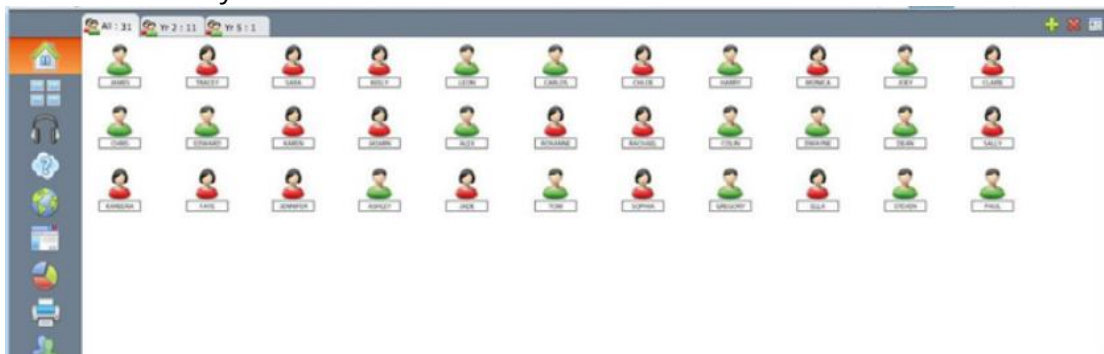 All : 31 Yr 2 : 11 Yr 5 : 1
JAMES TRACEY SARA KELLY LEON CARLOS CHLOE HARRY MONICA JOEY CLAIRE
CHRIS EDWARD KAREN JASMIN ALEX ROXANNE RACHAEL COLIN DWAYNE DEAN SALLY
FAYE JENNIFER ASHLEY JADE TOM SOPHIA GREGORY ELLA STEVEN PAUL